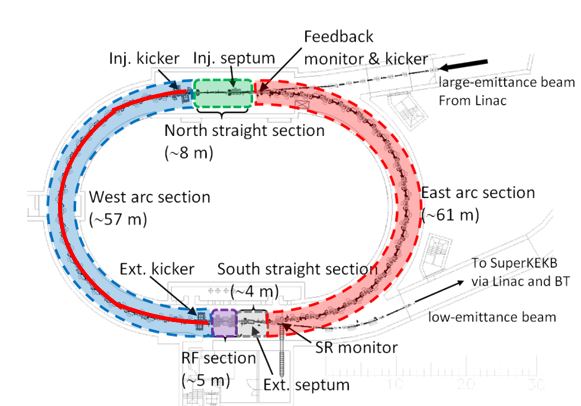 Feedback
monitor & kicker
Inj. kicker
Inj. septum
large-emittance beam
From Linac
North straight section
(~8 m)
West arc section
(~57 m)
East arc section
(~61 m)
Ext. kicker
South straight section
(~4 m)
To SuperKEKB
via Linac and BT
low-emittance beam
SR monitor
RF section
(~5 m)
Ext. septum
10
20
30